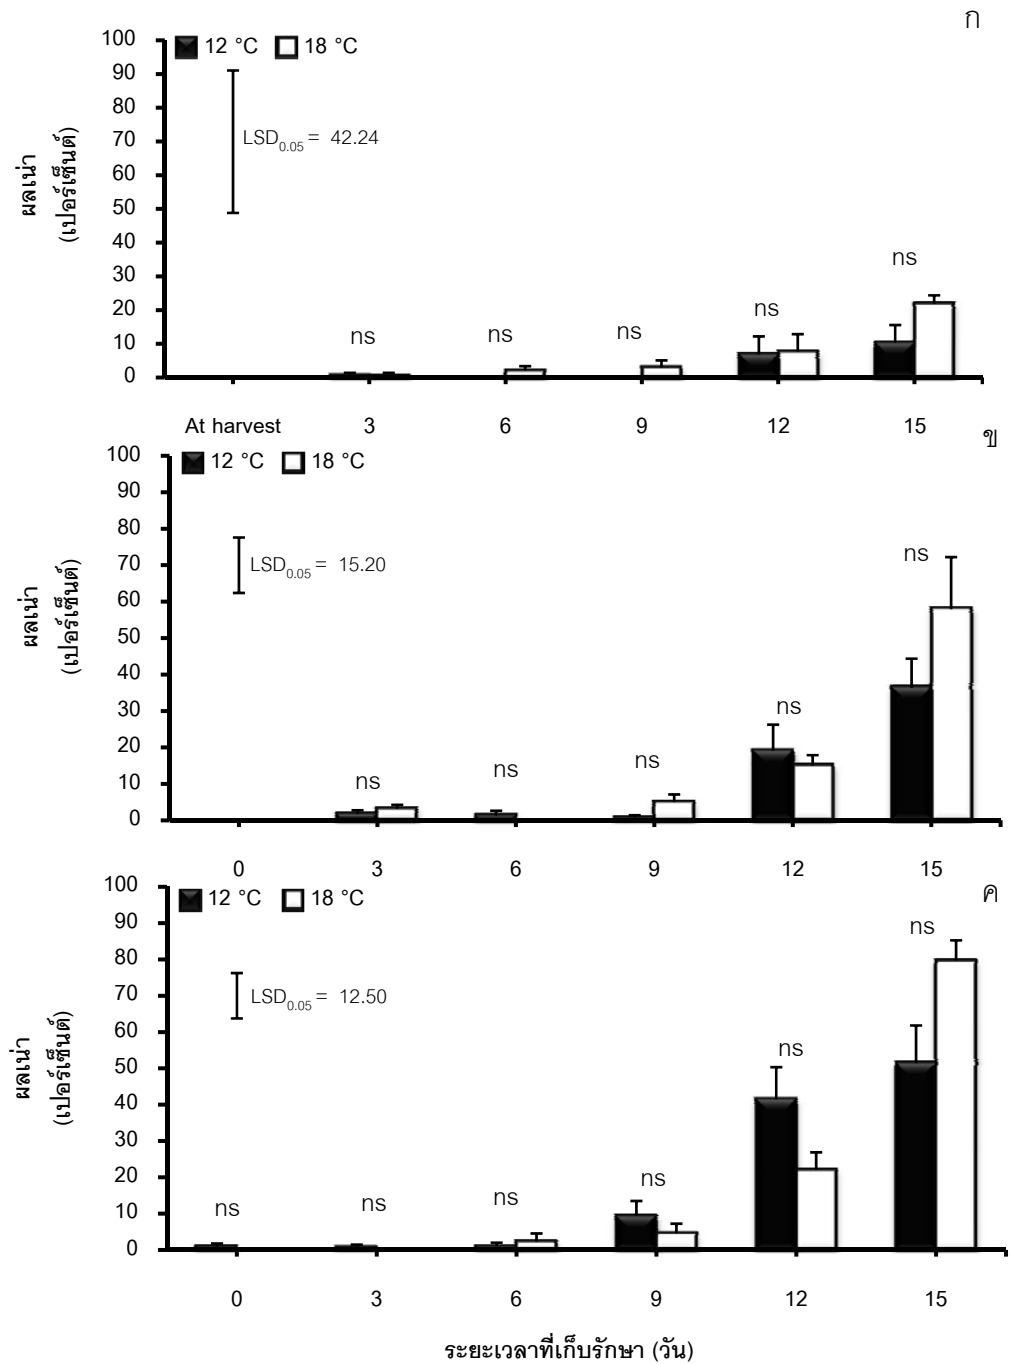 ก
12 °C 18 °C
100
90
80
70
60
50
40
30
20
10
0
ผลเน่า
(เปอร์เซ็นต์)
LSD0.05 = 42.24
ns ns ns ns ns
At harvest 3 6 9 12 15
ข
12 °C 18 °C
100
90
80
70
60
50
40
30
20
10
0
ผลเน่า
(เปอร์เซ็นต์)
LSD0.05 = 15.20
ns ns ns ns ns
0 3 6 9 12 15
ค
12 °C 18 °C
100
90
80
70
60
50
40
30
20
10
0
ผลเน่า
(เปอร์เซ็นต์)
LSD0.05 = 12.50
ns ns ns ns ns ns
0 3 6 9 12 15
ระยะเวลาที่เก็บรักษา (วัน)